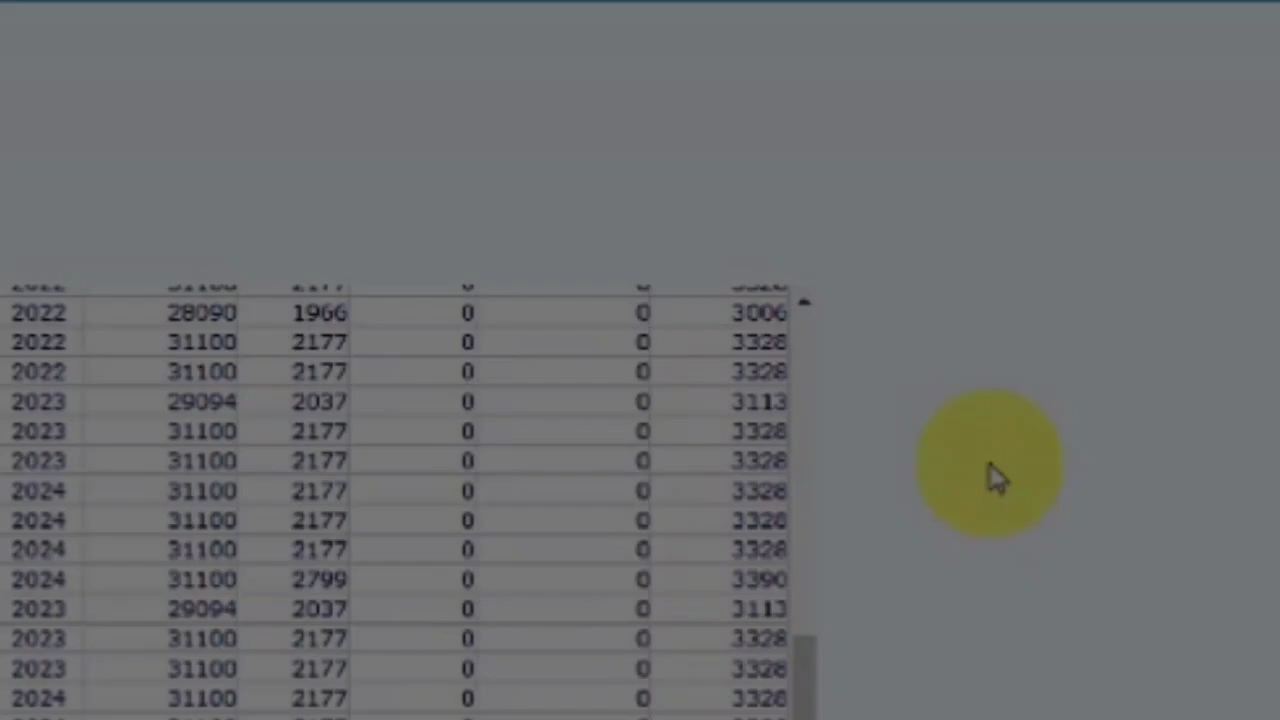 2022 28090 1966 0 0 3006
2022 31100 2177 0 0 3328
2022 31100 2177 0 0 3328
2023 29094 2037 0 0 3113
2023 31100 2177 0 0 3328
2023 31100 2177 0 0 3328
2024 31100 2177 0 0 3328
2024 31100 2177 0 0 3328
2024 31100 2177 0 0 3328
2024 31100 2799 0 0 3390
2023 29094 2037 0 0 3113
2023 31100 2177 0 0 3328
2023 31100 2177 0 0 3328
2024 31100 2177 0 0 3328